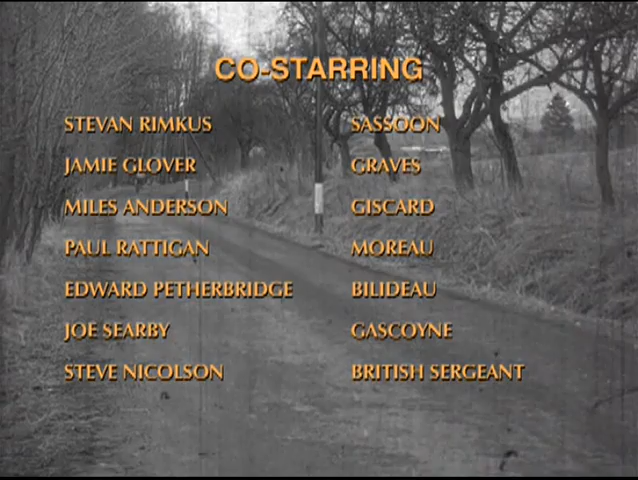 CO-STARRING
STEVAN RIMKUS SASSOON
JAMIE GLOVER GRAVES
MILES ANDERSON GISCARD
PAUL RATTIGAN MOREAU
EDWARD PETHERBRIDGE BILIDEAU
JOE SEARBY GASCOYNE
STEVE NICOLSON BRITISH SERGEANT